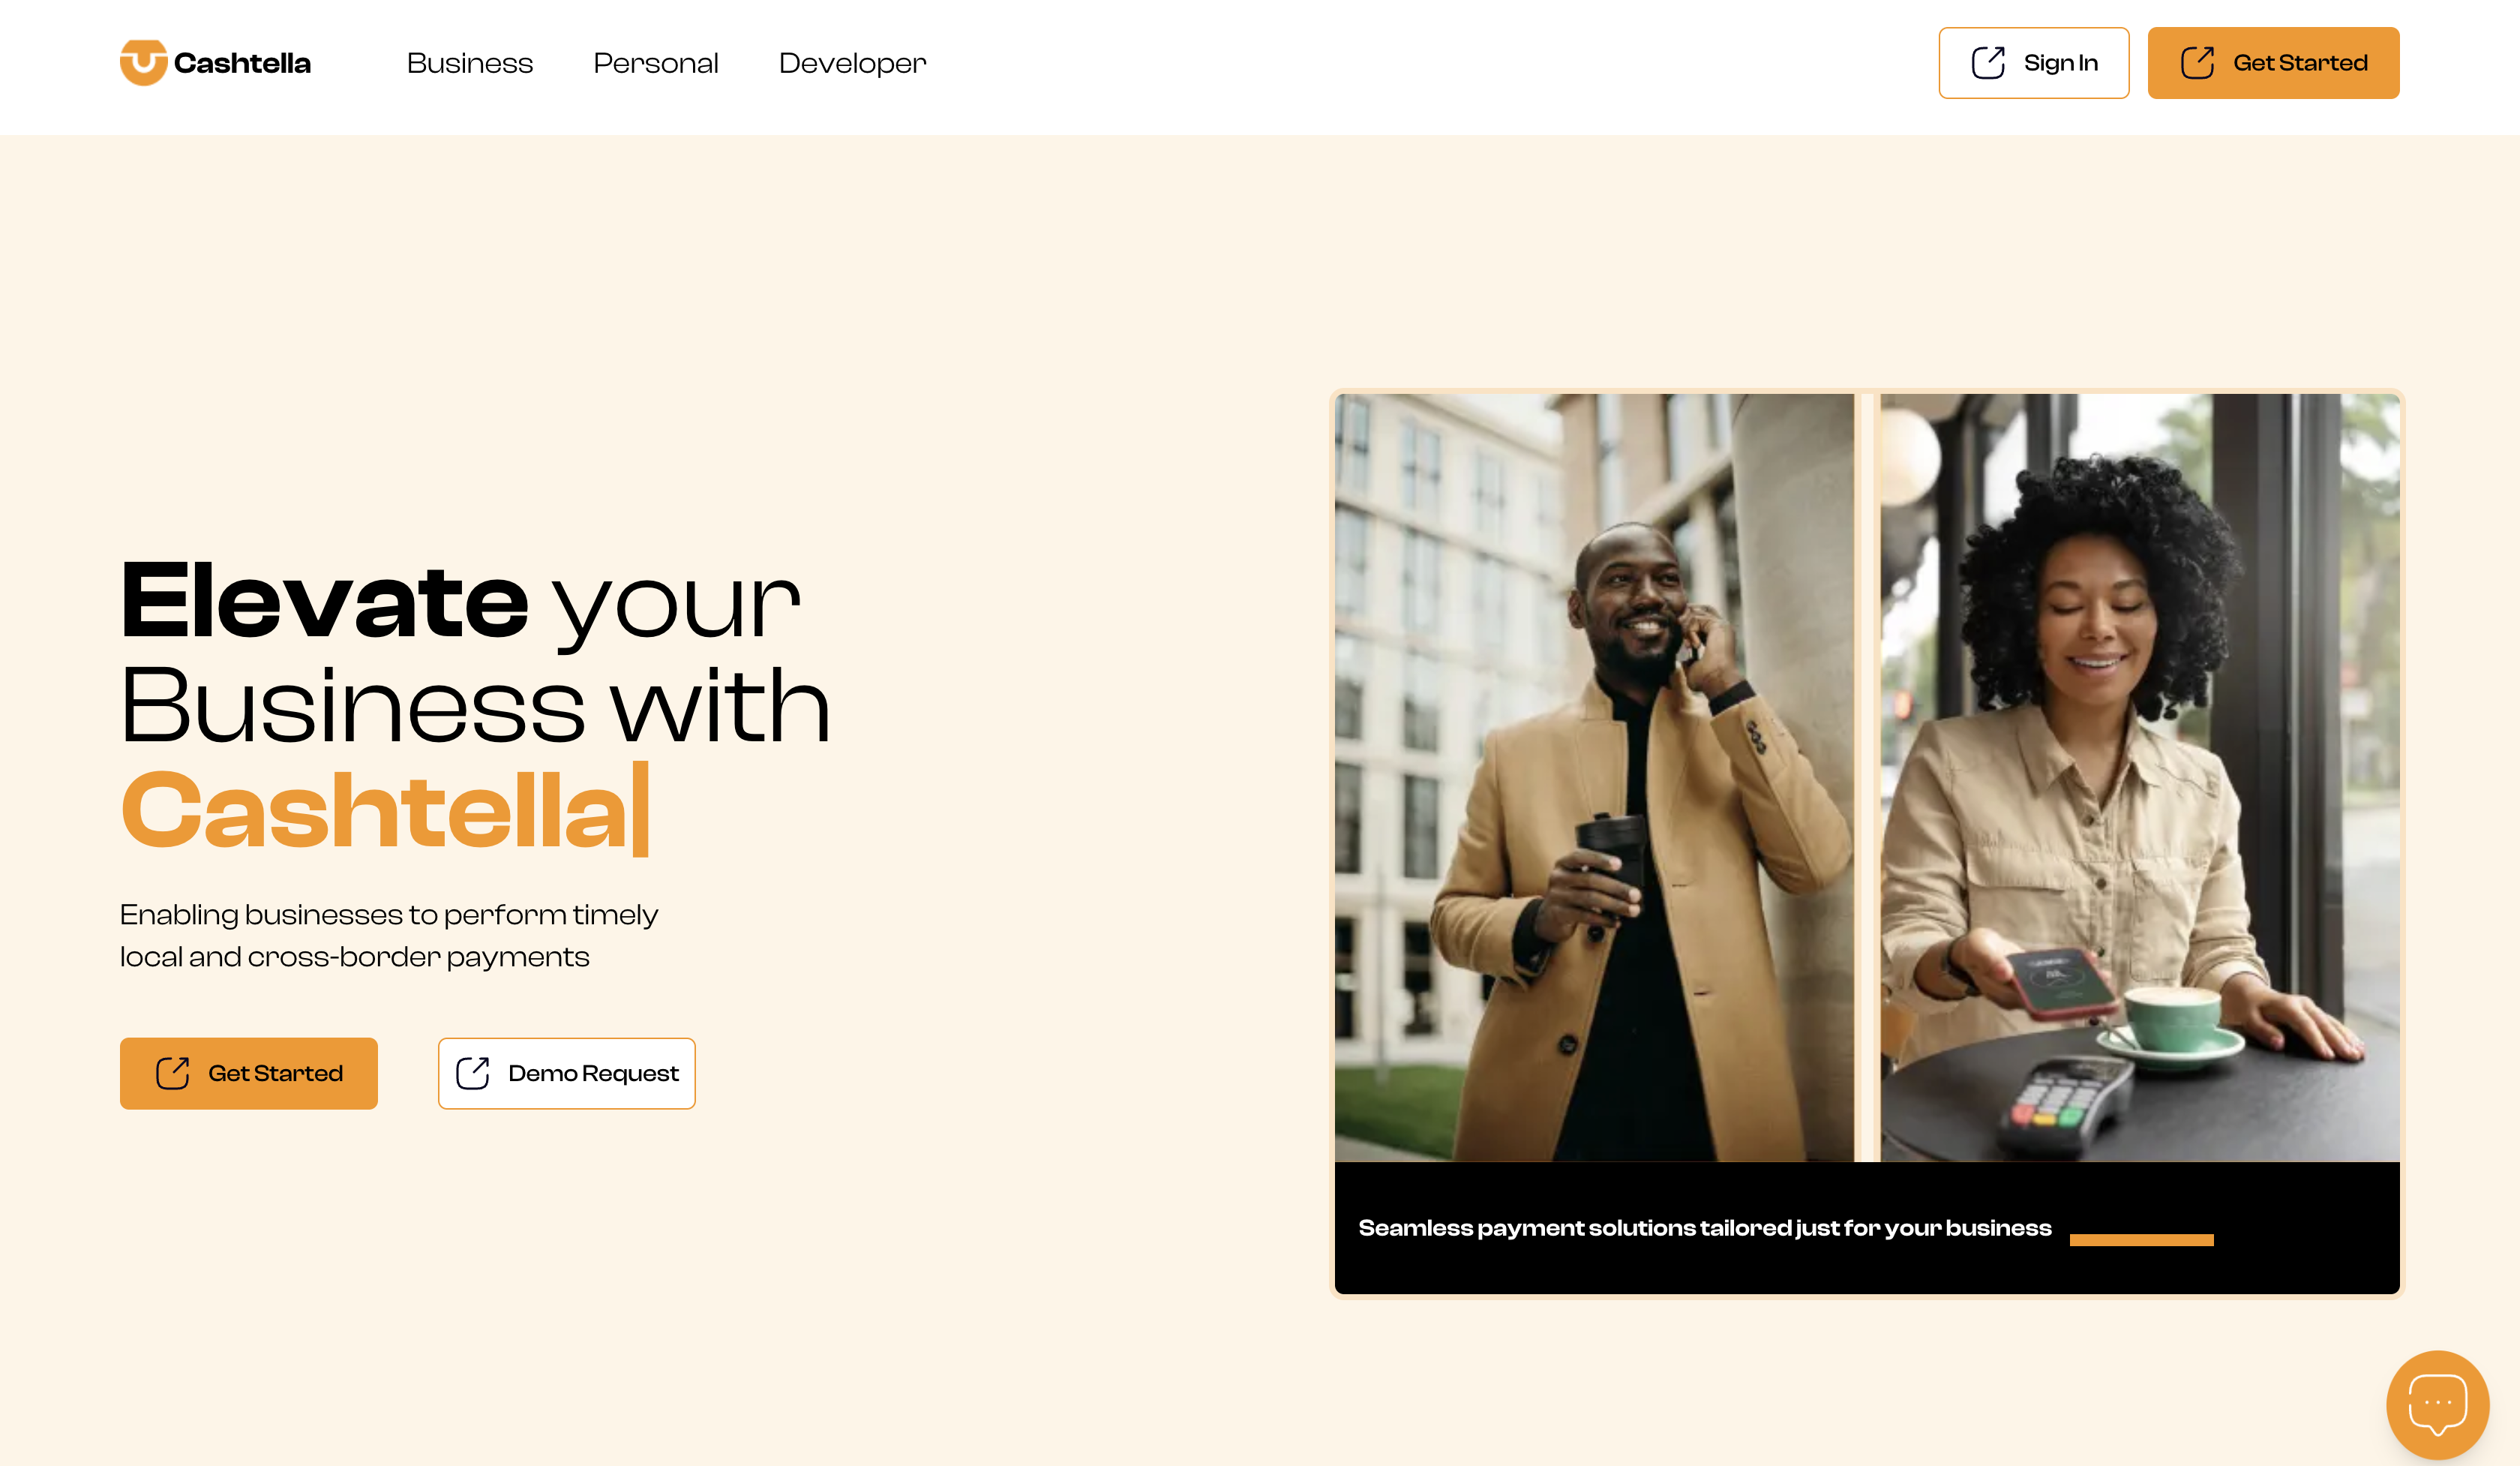 Cashtella
Business
Personal
Developer
Sign In
Get Started
Elevate your
Business with
Cashtella
Enabling businesses to perform timely
local and cross-border payments
Get Started
Demo Request
Seamless payment solutions tailored just for your business